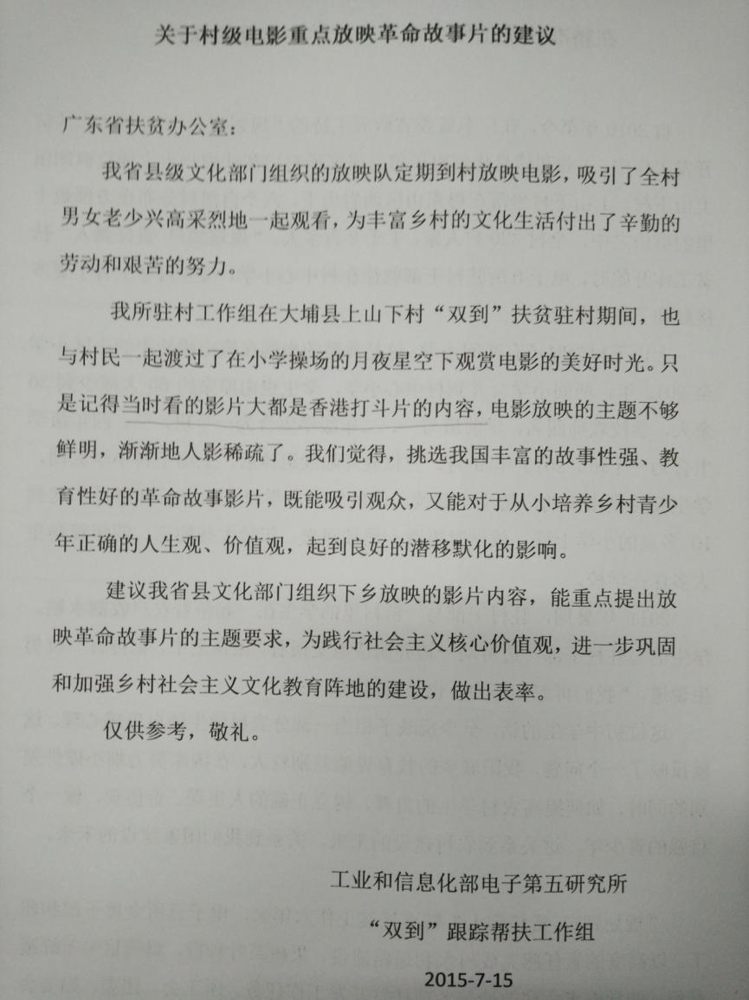 关于村级电影重点放映革命故事片的建议
广东省扶贫办公室：
我省县级文化部门组织的放映队定期到村放映电影，吸引了全村
男女老少兴高采烈地一起观看，为丰富乡村的文化生活付出了辛勤的
劳动和艰苦的努力。
我所驻村工作组在大埔县上山下村“双到”扶贫驻村期间，也
与村民一起渡过了在小学操场的月夜星空下观赏电影的美好时光。只
是记得当时看的影片大都是香港打斗片的内容，电影放映的主题不够
鲜明，渐渐地人影稀疏了。我们觉得，挑选我国丰富的故事性强、教
育性好的革命故事影片，既能吸引观众，又能对于从小培养乡村青少
年正确的人生观、价值观，起到良好的潜移默化的影响。
建议我省县文化部门组织下乡放映的影片内容，能重点提出放
映革命故事片的主题要求，为践行社会主义核心价值观，进一步巩固
和加强乡村社会主义文化教育阵地的建设，做出表率。
仅供参考，敬礼。
工业和信息化部电子第五研究所
“双到”跟踪帮扶工作组
2015-7-15